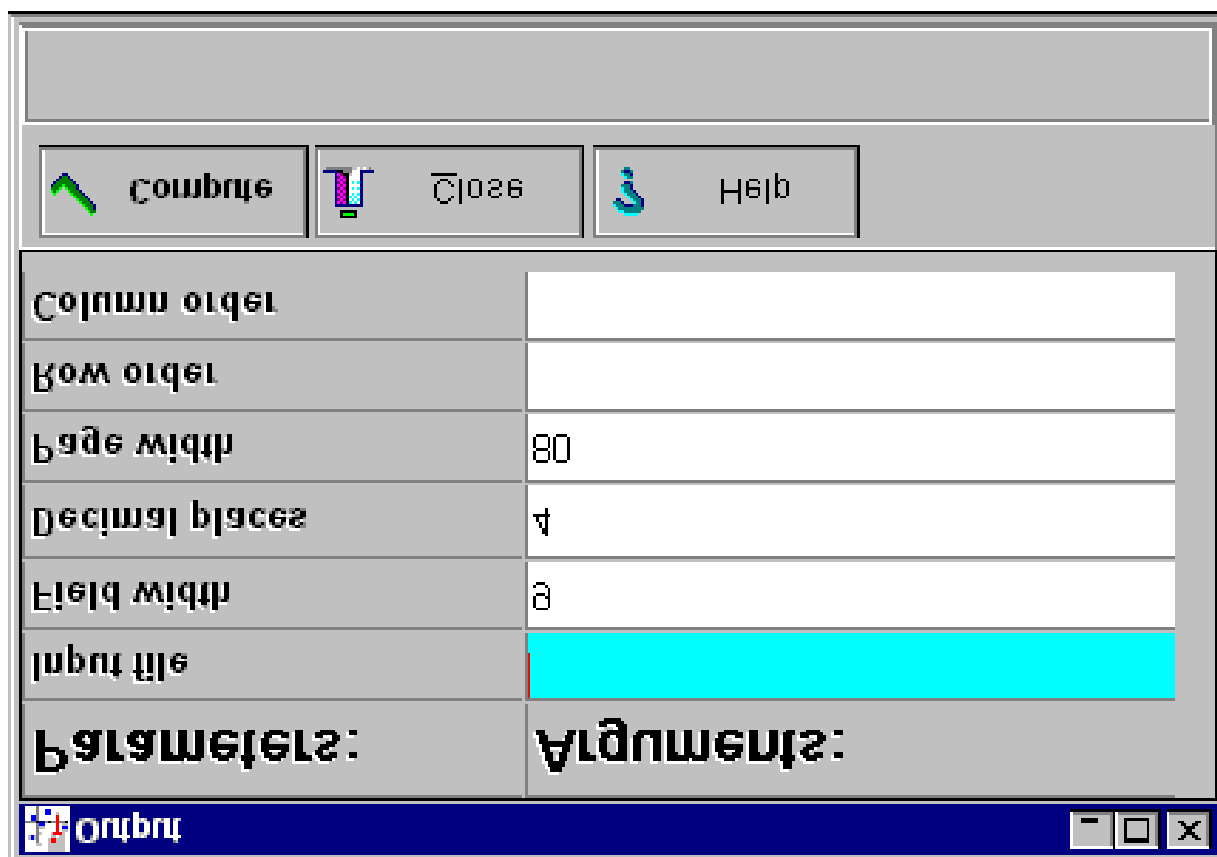 Output
Parameters: Arguments:
Input file
Field width 9
Decimal places 4
Page width 80
Row order
Column order
Compute Close Help